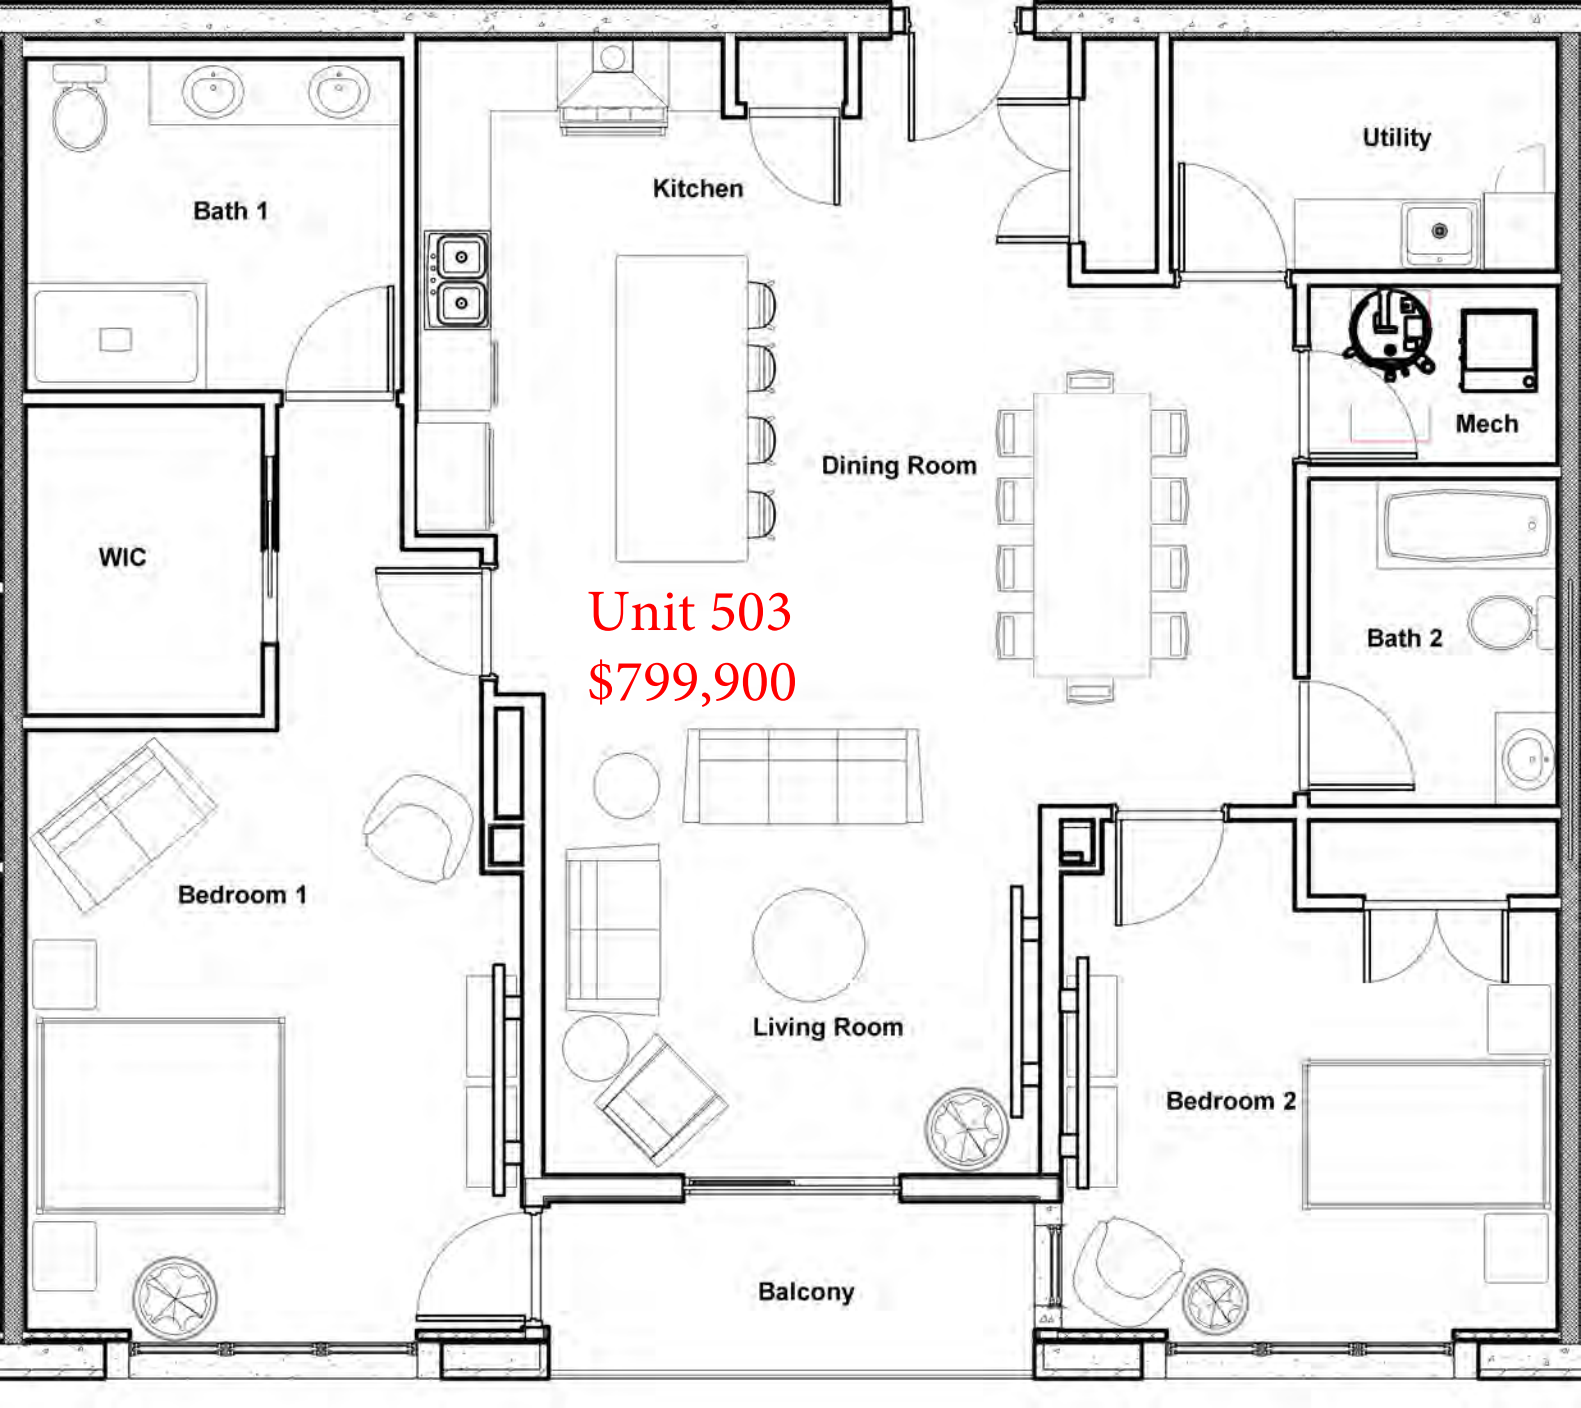 Utility
Kitchen
Bath 1
Mech
Dining Room
WIC
Unit 503
$799,900
Bath 2
Bedroom 1
Living Room
Bedroom 2
Balcony